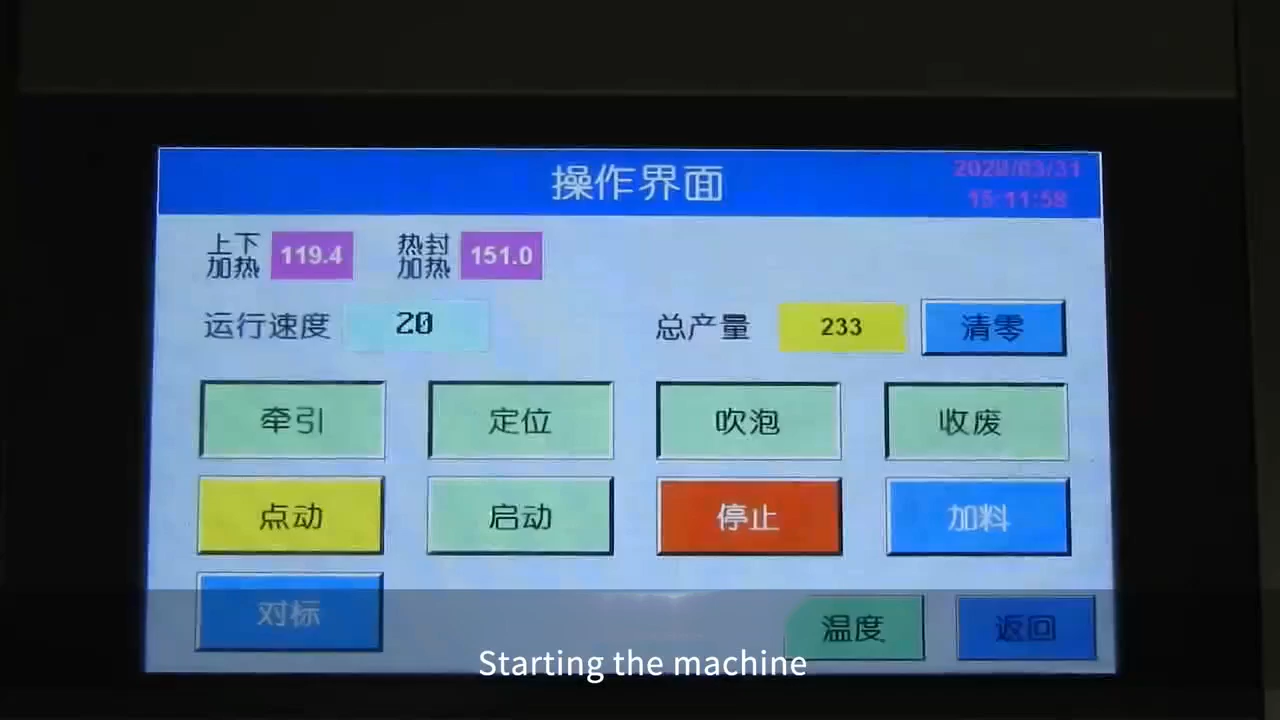 操作界面
2020/03/31
15:11:58
上下加热 119.4 热封加热 151.0
运行速度 20 总产量 233 清零
牵引 定位 吹泡 收废
点动 启动 停止 加料
对标 温度 返回
Starting the machine